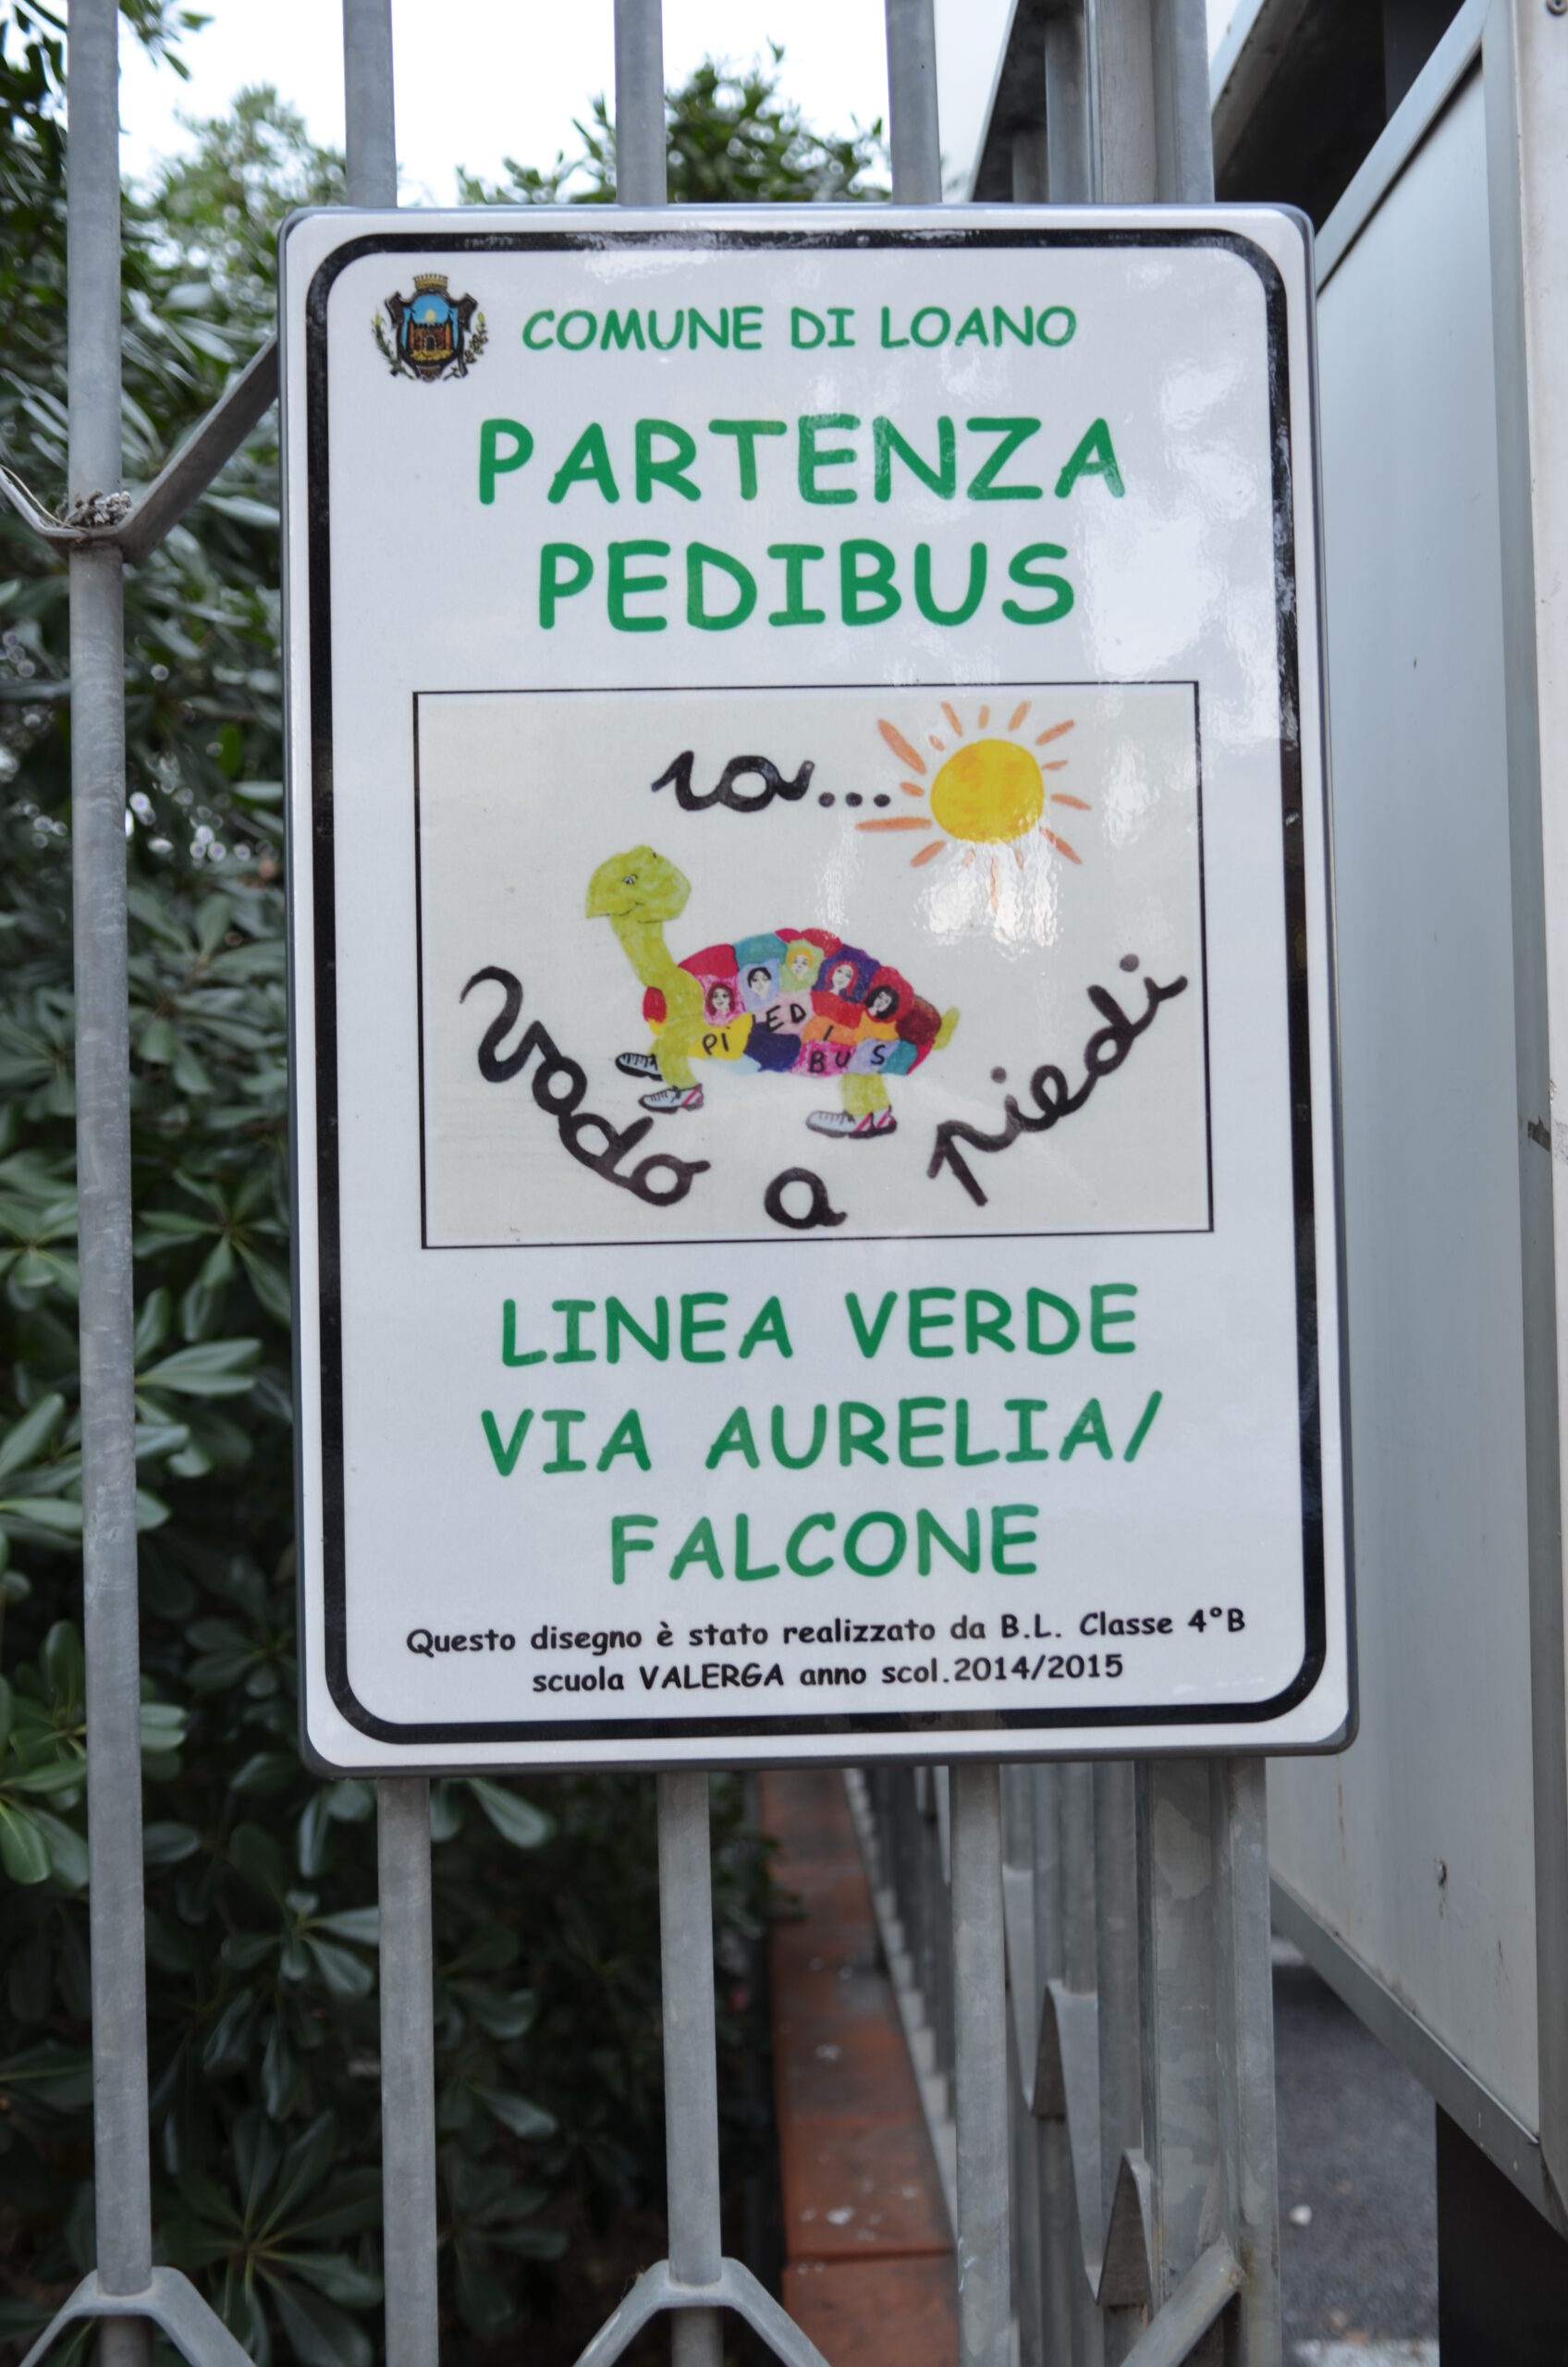 COMUNE DI LOANO
PARTENZA
PEDIBUS
io...
PI EDI
BUS
vado a piedi
LINEA VERDE
VIA AURELIA/
FALCONE
Questo disegno è stato realizzato da B.L. Classe 4°B
scuola VALERGA anno scol.2014/2015